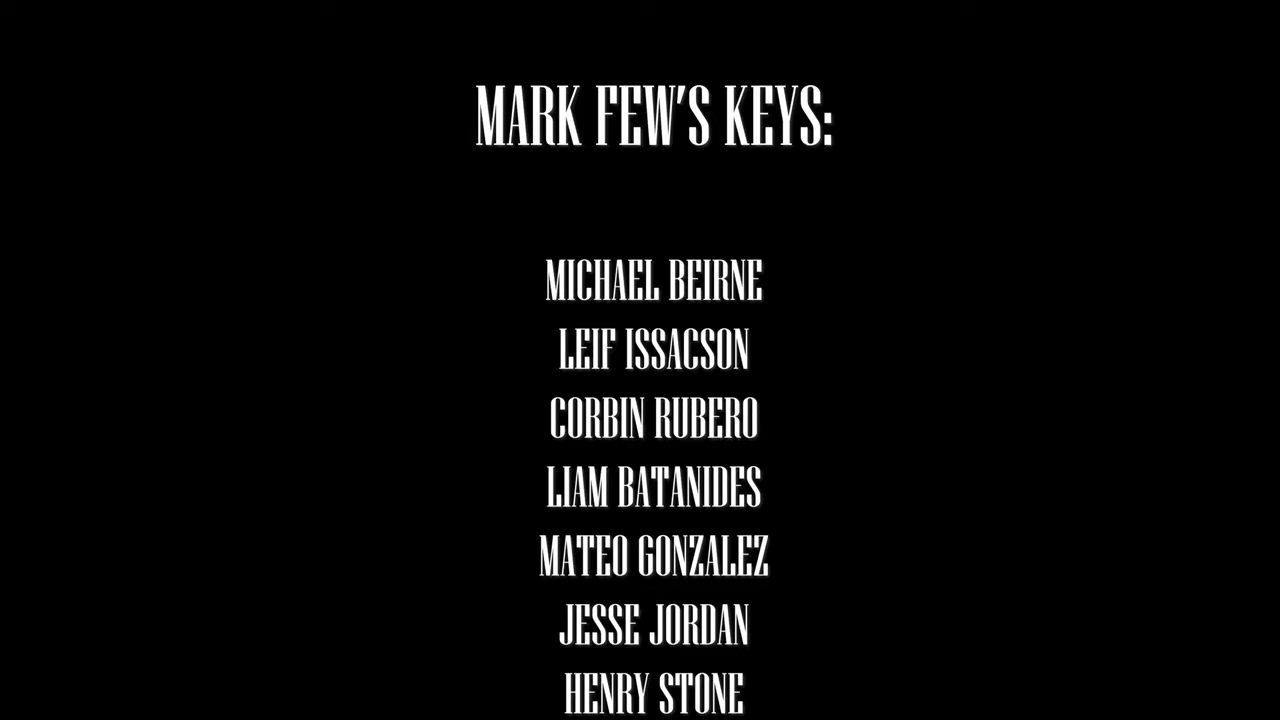 MARK FEW'S KEYS:
MICHAEL BEIRNE
LEIF ISSACSON
CORBIN RUBERO
LIAM BATANIDES
MATEO GONZALEZ
JESSE JORDAN
HENRY STONE